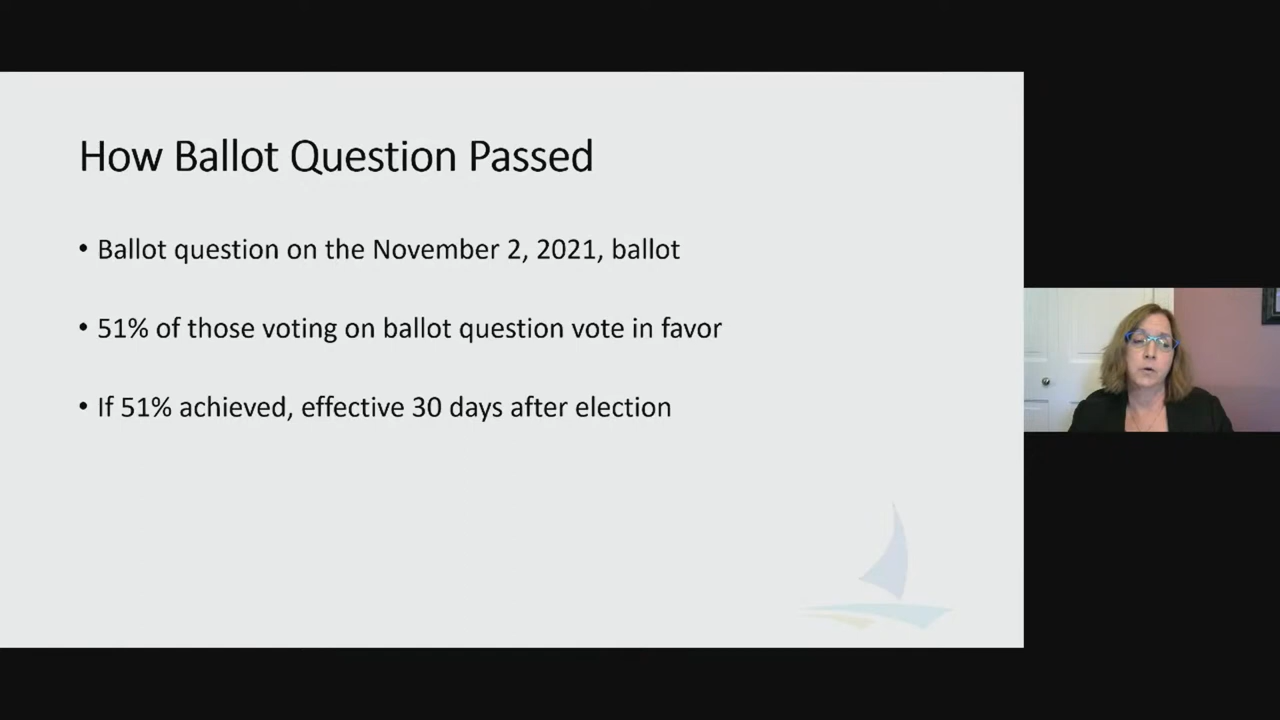 How Ballot Question Passed
• Ballot question on the November 2, 2021, ballot
• 51% of those voting on ballot question vote in favor
• If 51% achieved, effective 30 days after election